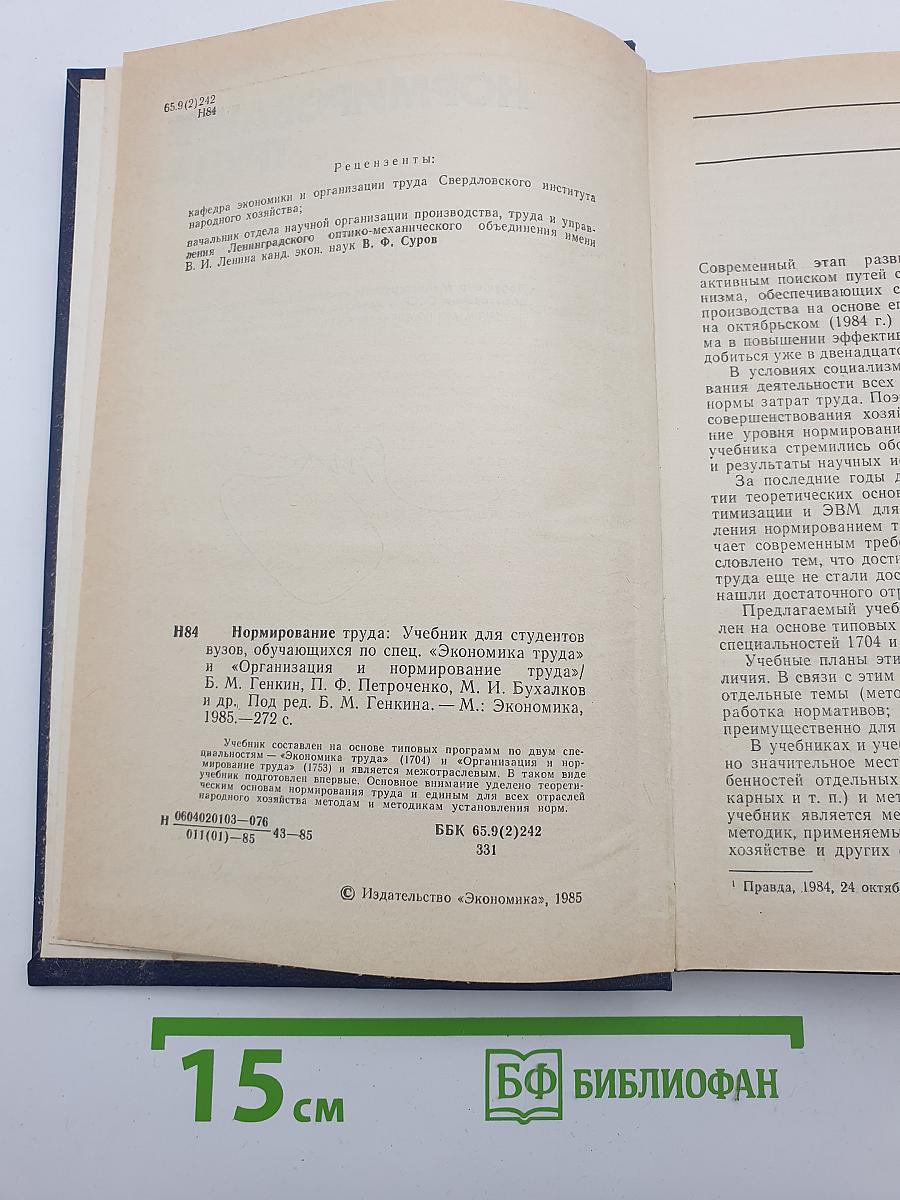 65.9(2)242
Н84
Рецензенты:
кафедра экономики и организации труда Свердловского института
народного хозяйства;
начальник отдела научной организации производства, труда и управ-
ления Ленинградского оптико-механического объединения имени
В. И. Ленина канд. экон. наук В. Ф. Суров
Н84 Нормирование труда: Учебник для студентов
вузов, обучающихся по спец. «Экономика труда»
и «Организация и нормирование труда»/
Б. М. Генкин, П. Ф. Петроченко, М. И. Бухалков
и др. Под ред. Б. М. Генкина. — М.: Экономика,
1985.—272 с.
Учебник составлен на основе типовых программ по двум спе-
циальностям — «Экономика труда» (1704) и «Организация и нор-
мирование труда» (1753) и является межотраслевым. В таком виде
учебник подготовлен впервые. Основное внимание уделено теорети-
ческим основам нормирования труда и единым для всех отраслей
народного хозяйства методам и методикам установления норм.
Н 0604020103—076
011(01)—85 43—85
ББК 65.9(2)242
331
© Издательство «Экономика», 1985
Современный этап разви
активным поиском путей с
низма, обеспечивающих с
производства на основе е
на октябрьском (1984 г.)
ма в повышении эффектив
добиться уже в двенадцато
В условиях социализм
вания деятельности всех
нормы затрат труда. Поэ
совершенствования хозяй
ние уровня нормирования
учебника стремились обо
и результаты научных и
За последние годы д
тии теоретических основ
тимизации и ЭВМ для
ления нормированием т
чает современным требо
словлено тем, что дости
труда еще не стали дос
нашли достаточного отр
Предлагаемый учеб
лен на основе типовых
специальностей 1704 и
Учебные планы эти
личия. В связи с этим
отдельные темы (мето
работка нормативов;
преимущественно для
В учебниках и учеб
но значительное мест
бенностей отдельных
карных и т. п.) и мет
учебник является ме
методик, применяемы
хозяйстве и других
¹ Правда, 1984, 24 октяб
15 см
БФ БИБЛИОФАН